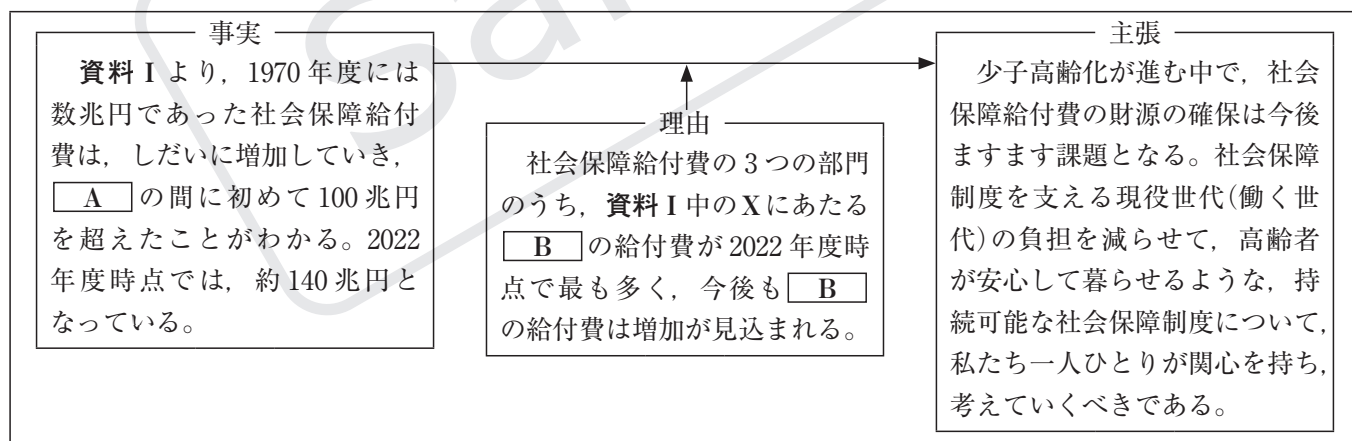 事実
資料Ⅰより，1970年度には
数兆円であった社会保障給付
費は，しだいに増加していき，
Aの間に初めて100兆円
を超えたことがわかる。2022
年度時点では，約140兆円と
なっている。
理由
社会保障給付費の3つの部門
のうち，資料Ⅰ中のXにあたる
Bの給付費が2022年度時
点で最も多く，今後もB
の給付費は増加が見込まれる。
主張
少子高齢化が進む中で，社会
保障給付費の財源の確保は今後
ますます課題となる。社会保障
制度を支える現役世代(働く世
代)の負担を減らせて，高齢者
が安心して暮らせるような，持
続可能な社会保障制度について，
私たち一人ひとりが関心を持ち，
考えていくべきである。